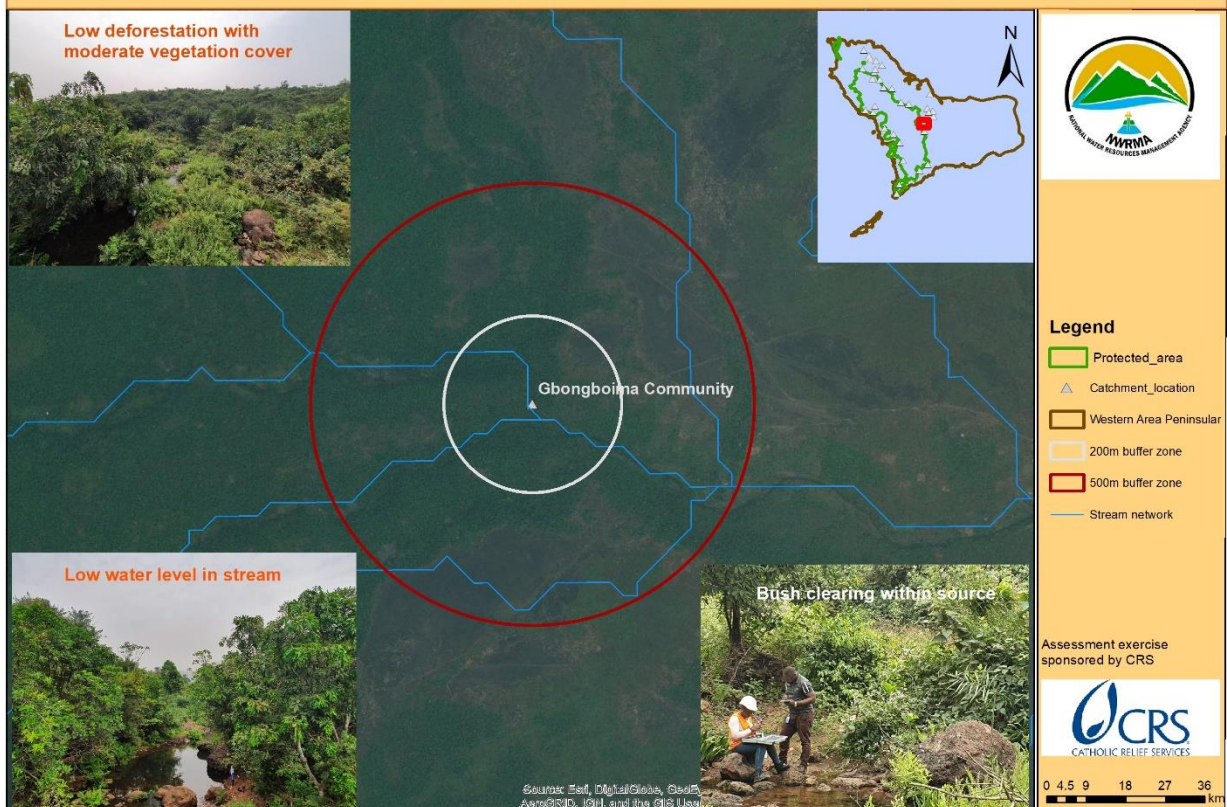 Low deforestation with
moderate vegetation cover
N
NATIONAL WATER RESOURCES MANAGEMENT AGENCY
NWRMA
Gbongboima Community
Legend
Protected_area
Catchment_location
Western Area Peninsular
200m buffer zone
500m buffer zone
Stream network
Low water level in stream
Bush clearing within source
Assessment exercise
sponsored by CRS
CRS
CATHOLIC RELIEF SERVICES
Source: Esri, DigitalGlobe, GeoE
AeroGRID, IGN, and the GIS User
0 4.5 9 18 27 36
km